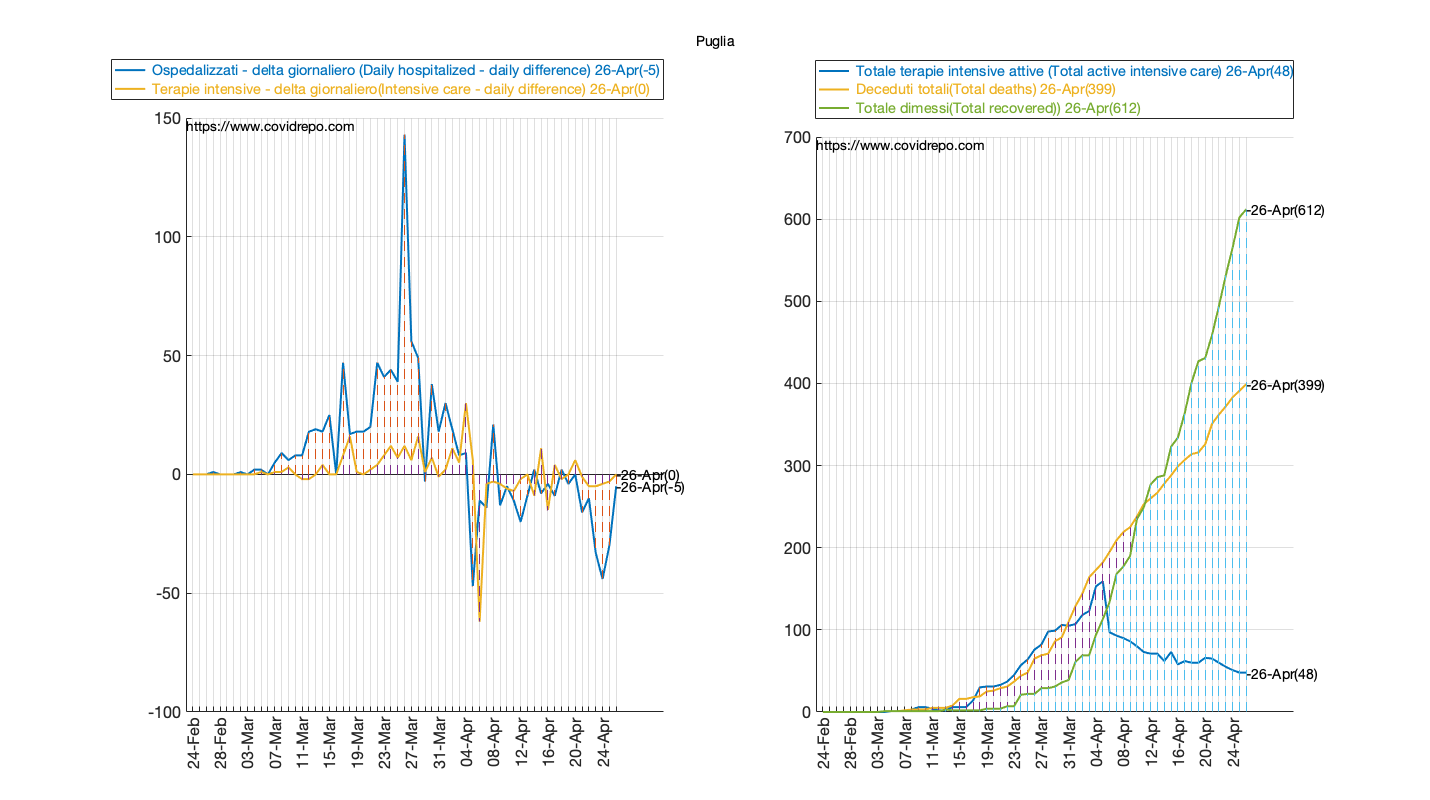 Puglia
Ospedalizzati - delta giornaliero (Daily hospitalized - daily difference) 26-Apr(-5)
Terapie intensive - delta giornaliero(Intensive care - daily difference) 26-Apr(0)
https://www.covidrepo.com
150
100
50
0
-50
-100
26-Apr(0)
26-Apr(-5)
24-Feb
28-Feb
03-Mar
07-Mar
11-Mar
15-Mar
19-Mar
23-Mar
27-Mar
31-Mar
04-Apr
08-Apr
12-Apr
16-Apr
20-Apr
24-Apr
Totale terapie intensive attive (Total active intensive care) 26-Apr(48)
Deceduti totali(Total deaths) 26-Apr(399)
Totale dimessi(Total recovered)) 26-Apr(612)
https://www.covidrepo.com
700
600
500
400
300
200
100
0
26-Apr(612)
26-Apr(399)
26-Apr(48)
24-Feb
28-Feb
03-Mar
07-Mar
11-Mar
15-Mar
19-Mar
23-Mar
27-Mar
31-Mar
04-Apr
08-Apr
12-Apr
16-Apr
20-Apr
24-Apr